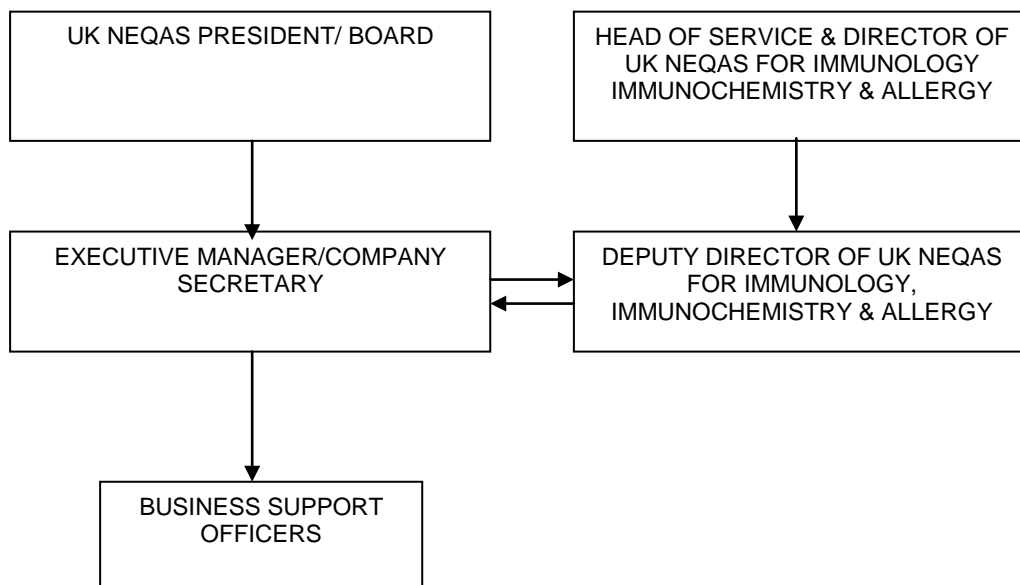 UK NEQAS PRESIDENT/ BOARD
HEAD OF SERVICE & DIRECTOR OF
UK NEQAS FOR IMMUNOLOGY
IMMUNOCHEMISTRY & ALLERGY
EXECUTIVE MANAGER/COMPANY
SECRETARY
DEPUTY DIRECTOR OF UK NEQAS
FOR IMMUNOLOGY,
IMMUNOCHEMISTRY & ALLERGY
BUSINESS SUPPORT
OFFICERS